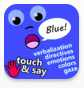 Blue!
verbalization
directives
emotions
colors
gaze
touch
& say